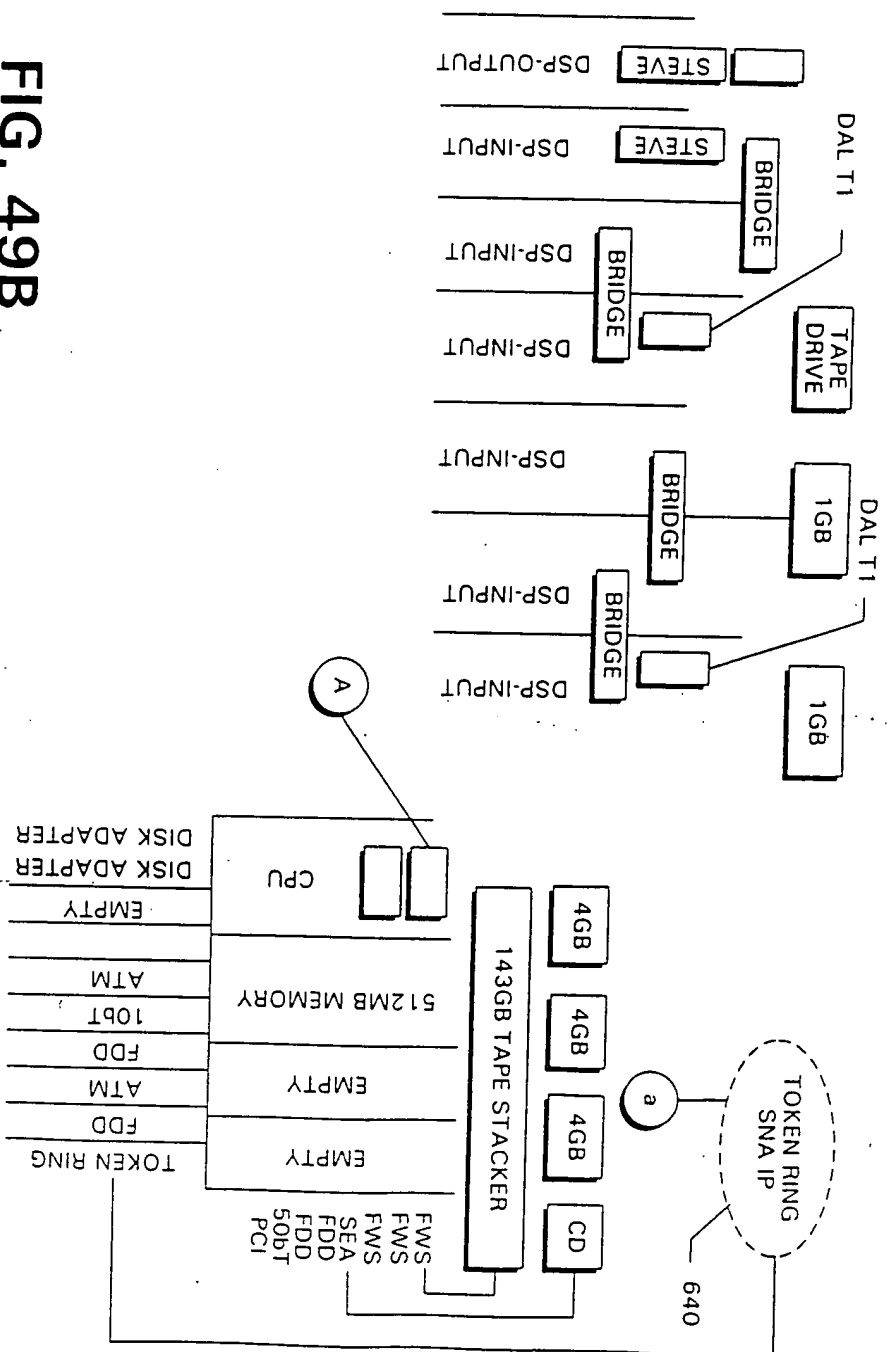 FIG. 49B
DSP-OUTPUT
STEVE
DSP-INPUT
STEVE
BRIDGE
DAL T1
DSP-INPUT
BRIDGE
DSP-INPUT
TAPE
DRIVE
DSP-INPUT
BRIDGE
1GB
DAL T1
DSP-INPUT
BRIDGE
DSP-INPUT
1GB
A
DISK ADAPTER
DISK ADAPTER
EMPTY
ATM
10bT
FDD
ATM
FDD
TOKEN RING
CPU
512MB MEMORY
EMPTY
EMPTY
143GB TAPE STACKER
4GB
4GB
4GB
CD
FWS
FWS
FWS
SEA
FDD
FDD
50bT
PCI
a
TOKEN RING
SNA IP
640